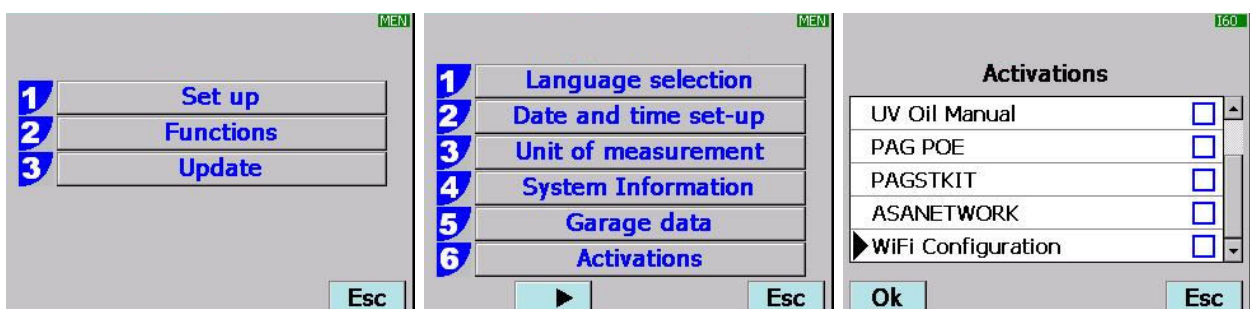 MEN
1 Set up
2 Functions
3 Update
Esc
MEN
1 Language selection
2 Date and time set-up
3 Unit of measurement
4 System Information
5 Garage data
6 Activations
Esc
I60
Activations
UV Oil Manual
PAG POE
PAGSTKIT
ASANETWORK
WiFi Configuration
Ok Esc